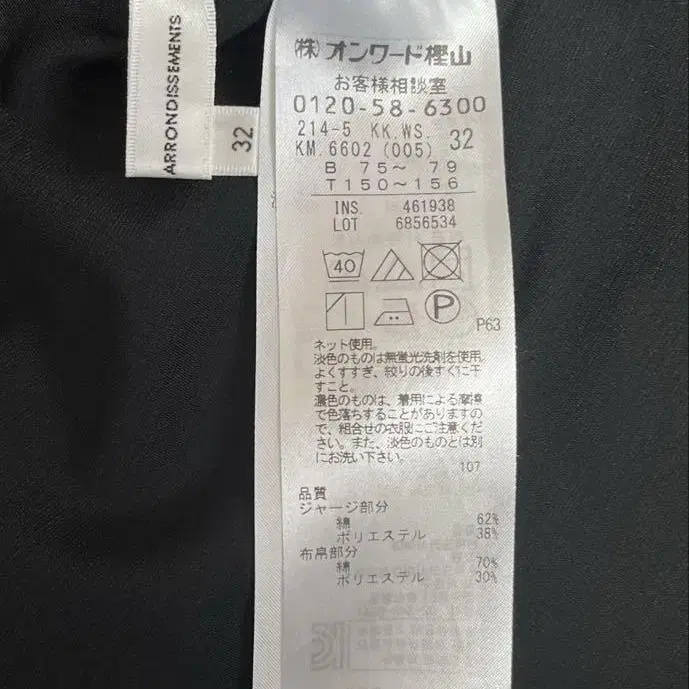 ARRONDISSEMENTS
32
(株)オンワード樫山
お客様相談室
0120-58-6300
214-5 KK.WS. 32
KM.6602 (005)
B 75~ 79
T150~156
INS. 461938
LOT 6856534
40
P
P63
ネット使用。
淡色のものは無蛍光洗剤を使用。
よくすすぎ、絞りの後すぐに干
すこと。
濃色のものは、着用による摩擦
で色落ちすることがありますの
で、組合せの衣服にご注意くだ
さい。また、淡色のものとは別
にお洗い下さい。
107
品質
ジャージ部分
綿 62%
ポリエステル 38%
布帛部分
綿 70%
ポリエステル 30%